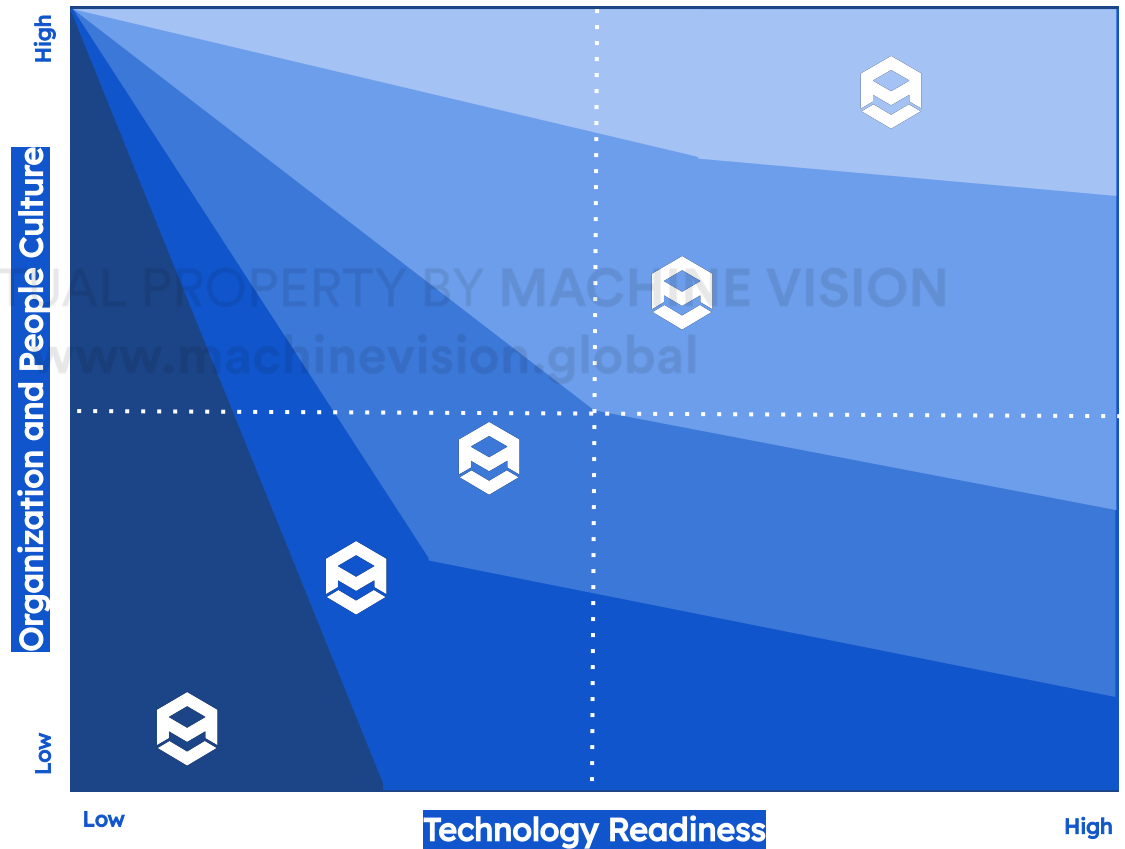 High
Organization and People Culture
TUAL PROPERTY BY MACHINE VISION
www.machinevision.global
Low
Low
Technology Readiness
High